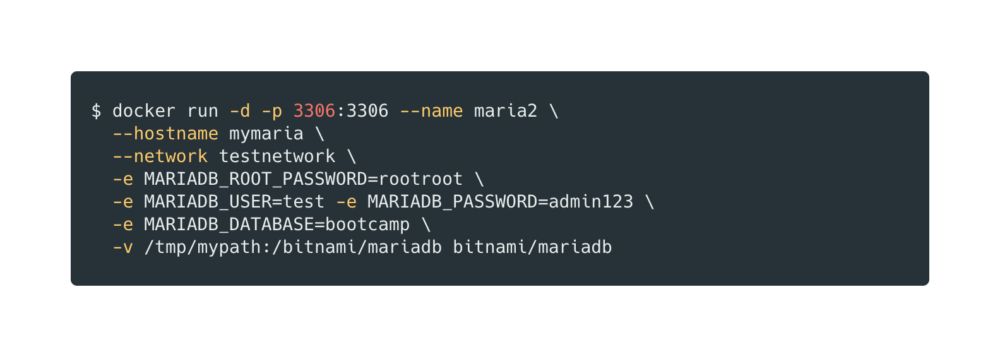 $ docker run -d -p 3306:3306 --name maria2 \
--hostname mymaria \
--network testnetwork \
-e MARIADB_ROOT_PASSWORD=rootroot \
-e MARIADB_USER=test -e MARIADB_PASSWORD=admin123 \
-e MARIADB_DATABASE=bootcamp \
-v /tmp/mypath:/bitnami/mariadb bitnami/mariadb